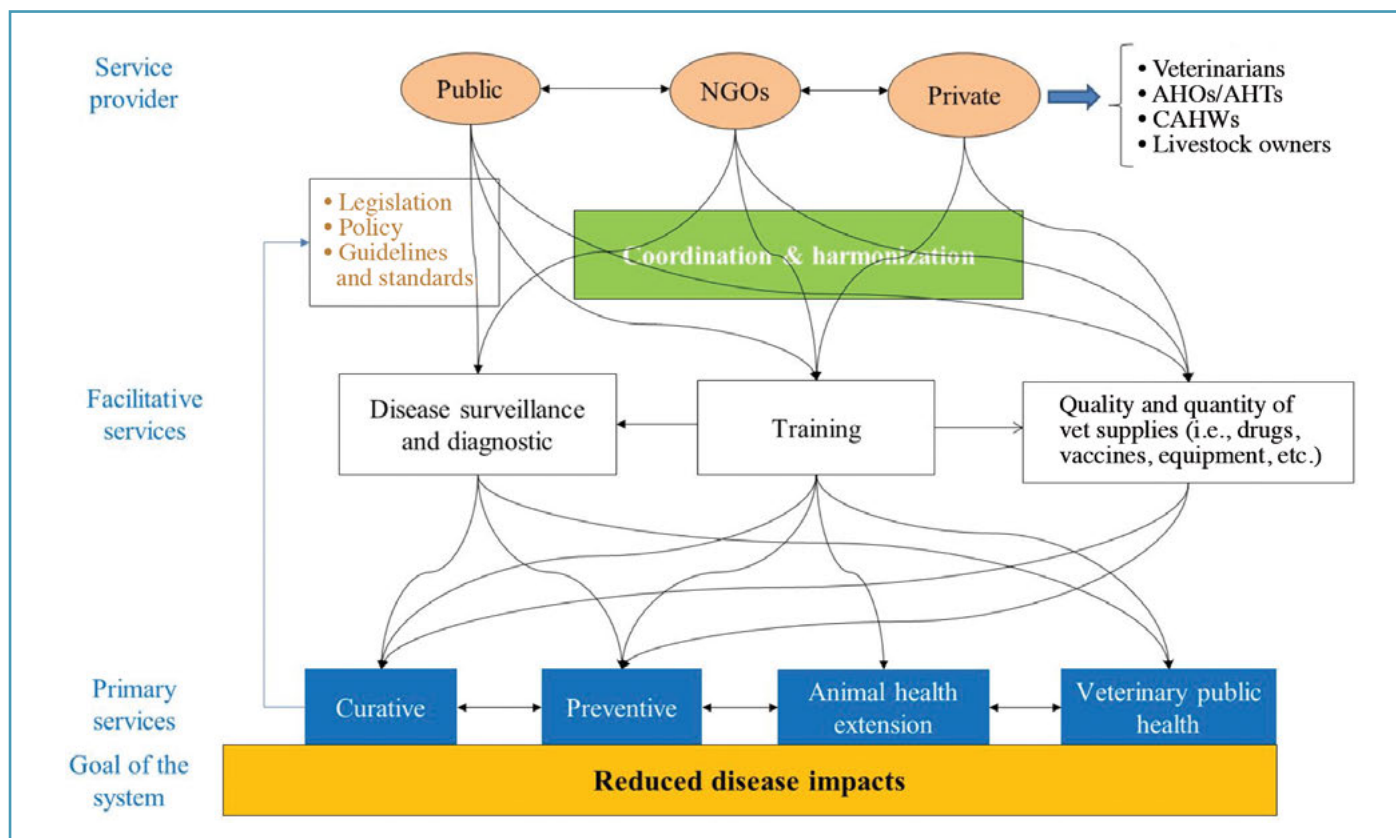 Service
provider
Public
NGOs
Private
• Veterinarians
• AHOs/AHTs
• CAHWs
• Livestock owners
• Legislation
• Policy
• Guidelines
and standards
Coordination & harmonization
Facilitative
services
Disease surveillance
and diagnostic
Training
Quality and quantity of
vet supplies (i.e., drugs,
vaccines, equipment, etc.)
Primary
services
Curative
Preventive
Animal health
extension
Veterinary public
health
Goal of the
system
Reduced disease impacts